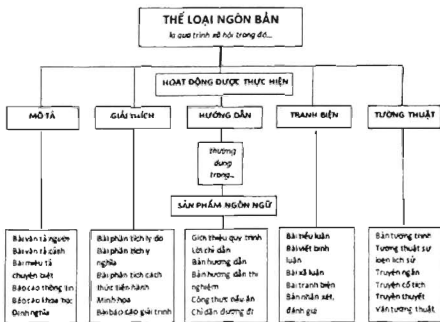 THỂ LOẠI NGÔN BẢN
là quá trình xã hội trong đó...
HOẠT ĐỘNG ĐƯỢC THỰC HIỆN
MÔ TẢ
GIẢI THÍCH
HƯỚNG DẪN
TRANH BIỆN
TƯỜNG THUẬT
thường
dùng
trong...
SẢN PHẨM NGÔN NGỮ
Bài văn tả người
Bài văn tả cảnh
Bài miêu tả
chuyên biệt
Báo cáo thông tin
Báo cáo khoa học
Định nghĩa
Bài phân tích lý do
Bài phân tích ý
nghĩa
Bài phân tích cách
thức tiến hành
Minh họa
Bài báo cáo giải trình
Giới thiệu quy trình
Lời chỉ dẫn
Bản hướng dẫn
Bản hướng dẫn thí
nghiệm
Công thức nấu ăn
Chỉ dẫn đường đi
Bài tiểu luận
Bài viết bình
luận
Bài xã luận
Bài tranh biện
Bản nhận xét,
đánh giá
Bản tường trình
Tường thuật sự
kiện lịch sử
Truyện ngắn
Truyện cổ tích
Truyền thuyết
Văn tường thuật